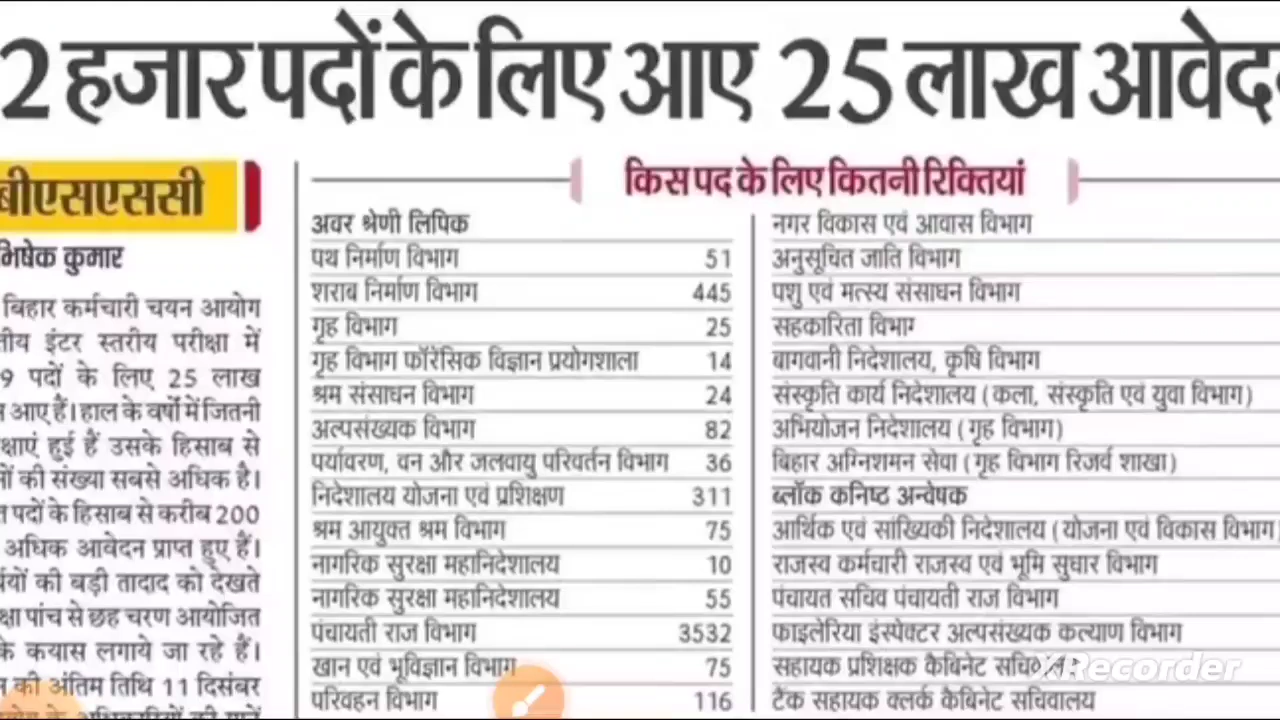 2 हजार पदों के लिए आए 25 लाख
बीएसएससी
कुमार
बिहार कर्मचारी चयन आयोग
इंटर स्तरीय परीक्षा में
9 पदों के लिए 25 लाख
आए हैं। हाल के वर्षों में जितनी
हुई हैं उसके हिसाब से
की संख्या सबसे अधिक है।
पदों के हिसाब से करीब 200
अधिक आवेदन प्राप्त हुए हैं।
की बड़ी तादाद को देखते
पांच से छह चरण आयोजित
के कयास लगाये जा रहे हैं।
की अंतिम तिथि 11 दिसंबर
किस पद के लिए कितनी रिक्तियां
अवर श्रेणी लिपिक
पथ निर्माण विभाग 51
शराब निर्माण विभाग 445
गृह विभाग 25
गृह विभाग फॉरेंसिक विज्ञान प्रयोगशाला 14
श्रम संसाधन विभाग 24
अल्पसंख्यक विभाग 82
पर्यावरण, वन और जलवायु परिवर्तन विभाग 36
निदेशालय योजना एवं प्रशिक्षण 311
श्रम आयुक्त श्रम विभाग 75
नागरिक सुरक्षा महानिदेशालय 10
नागरिक सुरक्षा महानिदेशालय 55
पंचायती राज विभाग 3532
खान एवं भूविज्ञान विभाग 75
परिवहन विभाग 116
नगर विकास एवं आवास विभाग
अनुसूचित जाति विभाग
पशु एवं मत्स्य संसाधन विभाग
सहकारिता विभाग
बागवानी निदेशालय, कृषि विभाग
संस्कृति कार्य निदेशालय (कला, संस्कृति एवं युवा विभाग)
अभियोजन निदेशालय (गृह विभाग)
बिहार अग्निशमन सेवा (गृह विभाग रिजर्व शाखा)
ब्लॉक कनिष्ट अन्वेषक
आर्थिक एवं सांख्यिकी निदेशालय (योजना एवं विकास विभाग)
राजस्व कर्मचारी राजस्व एवं भूमि सुधार विभाग
पंचायत सचिव पंचायती राज विभाग
फाइलेरिया इंस्पेक्टर अल्पसंख्यक कल्याण विभाग
सहायक प्रशिक्षक कैबिनेट
टैंक सहायक क्लर्क कैबिनेट सचिवालय
XRecorder